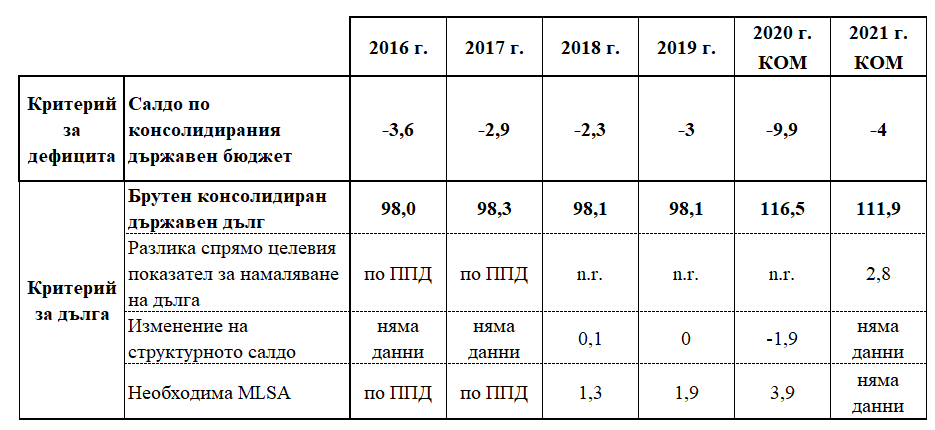 2016 г. 2017 г. 2018 г. 2019 г. 2020 г. КОМ 2021 г. КОМ
Критерий за дефицита Салдо по консолидирания държавен бюджет -3,6 -2,9 -2,3 -3 -9,9 -4
Критерий за дълга Брутен консолидиран държавен дълг 98,0 98,3 98,1 98,1 116,5 111,9
Разлика спрямо целевия показател за намаляване на дълга по ППД по ППД n.r. n.r. n.r. 2,8
Изменение на структурното салдо няма данни няма данни 0,1 0 -1,9 няма данни
Необходима MLSA по ППД по ППД 1,3 1,9 3,9 няма данни